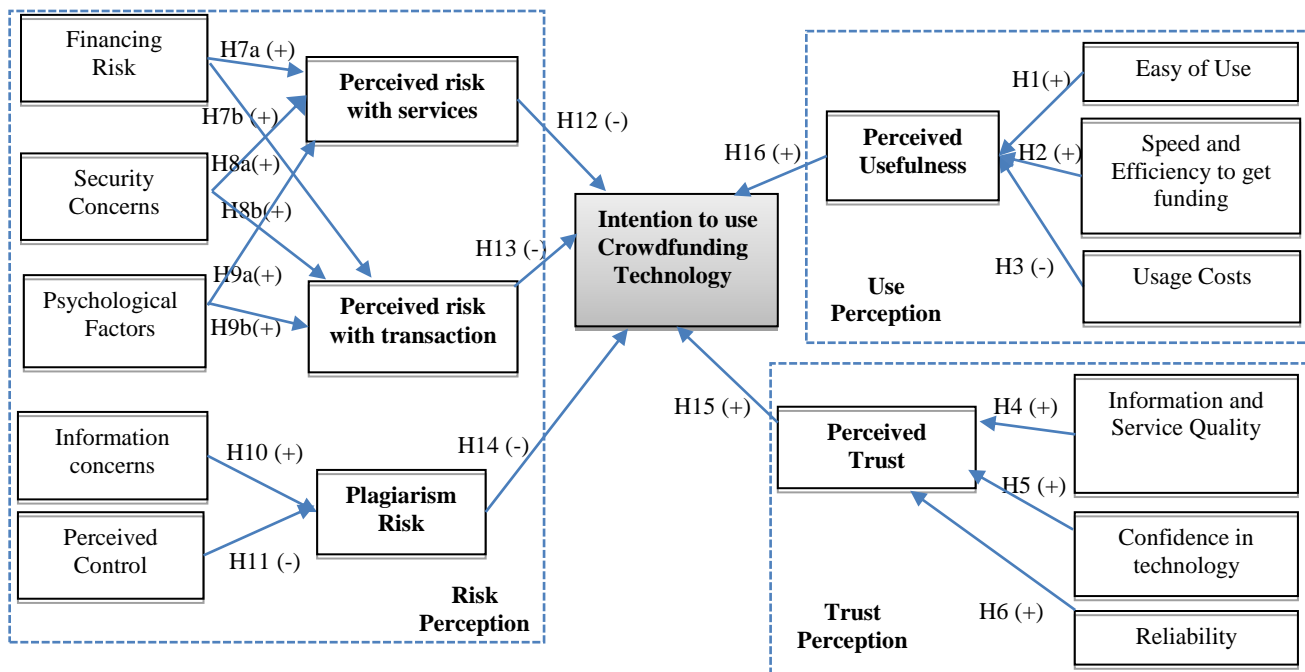 Financing
Risk
H7a (+)
Perceived risk
with services
H7b (+)
H8a(+)
Security
Concerns
H8b(+)
H9a(+)
Psychological
Factors
H9b(+)
Perceived risk
with transaction
Information
concerns
H10 (+)
Perceived
Control
H11 (-)
Plagiarism
Risk
Risk
Perception
H12 (-)
H13 (-)
H14 (-)
Intention to use
Crowdfunding
Technology
H16 (+)
H15 (+)
Perceived
Usefulness
H1(+)
H2 (+)
H3 (-)
Easy of Use
Speed and
Efficiency to get
funding
Usage Costs
Use
Perception
Perceived
Trust
H4 (+)
H5 (+)
H6 (+)
Information and
Service Quality
Confidence in
technology
Reliability
Trust
Perception